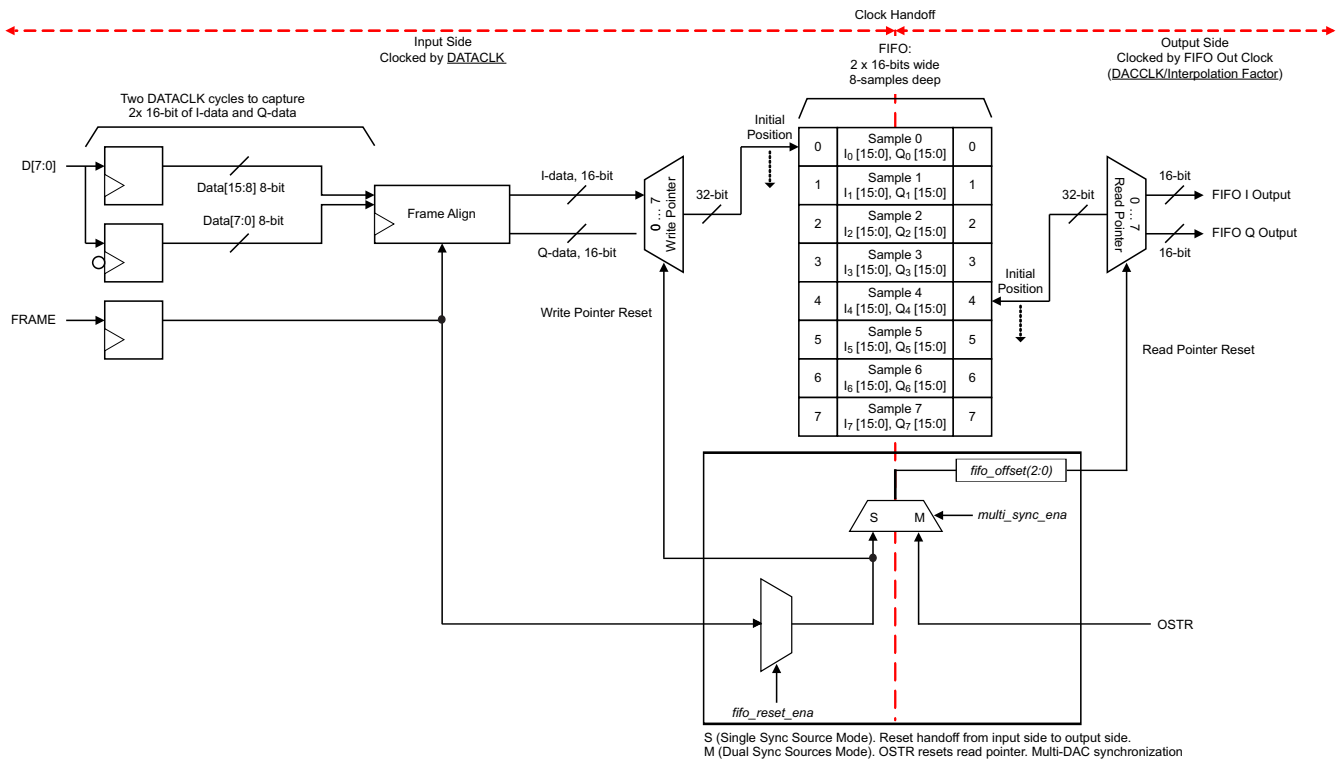 Clock Handoff
Input Side
Clocked by DATACLK
FIFO:
2 x 16-bits wide
8-samples deep
Output Side
Clocked by FIFO Out Clock
(DACCLK/Interpolation Factor)
Two DATACLK cycles to capture
2x 16-bit of I-data and Q-data
D[7:0]
Data[15:8] 8-bit
Data[7:0] 8-bit
FRAME
Frame Align
I-data, 16-bit
Q-data, 16-bit
0 ... 7
Write Pointer
32-bit
Initial
Position
Write Pointer Reset
0 Sample 0 0
I0 [15:0], Q0 [15:0]
1 Sample 1 1
I1 [15:0], Q1 [15:0]
2 Sample 2 2
I2 [15:0], Q2 [15:0]
3 Sample 3 3
I3 [15:0], Q3 [15:0]
4 Sample 4 4
I4 [15:0], Q4 [15:0]
5 Sample 5 5
I5 [15:0], Q5 [15:0]
6 Sample 6 6
I6 [15:0], Q6 [15:0]
7 Sample 7 7
I7 [15:0], Q7 [15:0]
Initial
Position
32-bit
0 ... 7
Read Pointer
16-bit
FIFO I Output
FIFO Q Output
16-bit
Read Pointer Reset
fifo_offset(2:0)
S M
multi_sync_ena
OSTR
fifo_reset_ena
S (Single Sync Source Mode). Reset handoff from input side to output side.
M (Dual Sync Sources Mode). OSTR resets read pointer. Multi-DAC synchronization